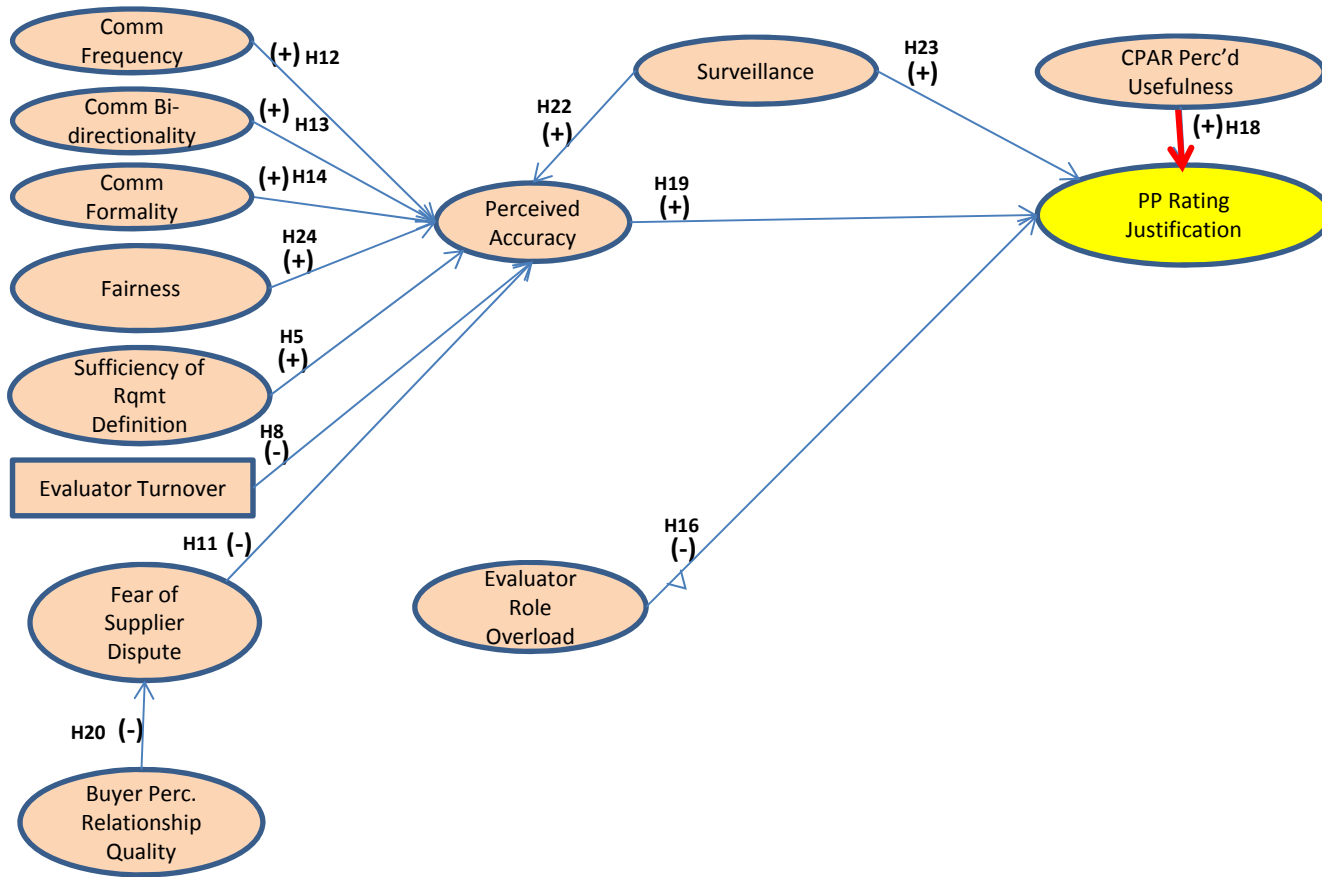 Comm
Frequency
(+) H12
Comm Bi-
directionality
(+)
H13
Comm
Formality
(+) H14
Fairness
H24
(+)
Sufficiency of
Rqmt
Definition
H5
(+)
Evaluator Turnover
H8
(-)
H11 (-)
Fear of
Supplier
Dispute
H20 (-)
Buyer Perc.
Relationship
Quality
Surveillance
H22
(+)
H23
(+)
Perceived
Accuracy
H19
(+)
CPAR Perc'd
Usefulness
(+) H18
PP Rating
Justification
H16
(-)
Evaluator
Role
Overload